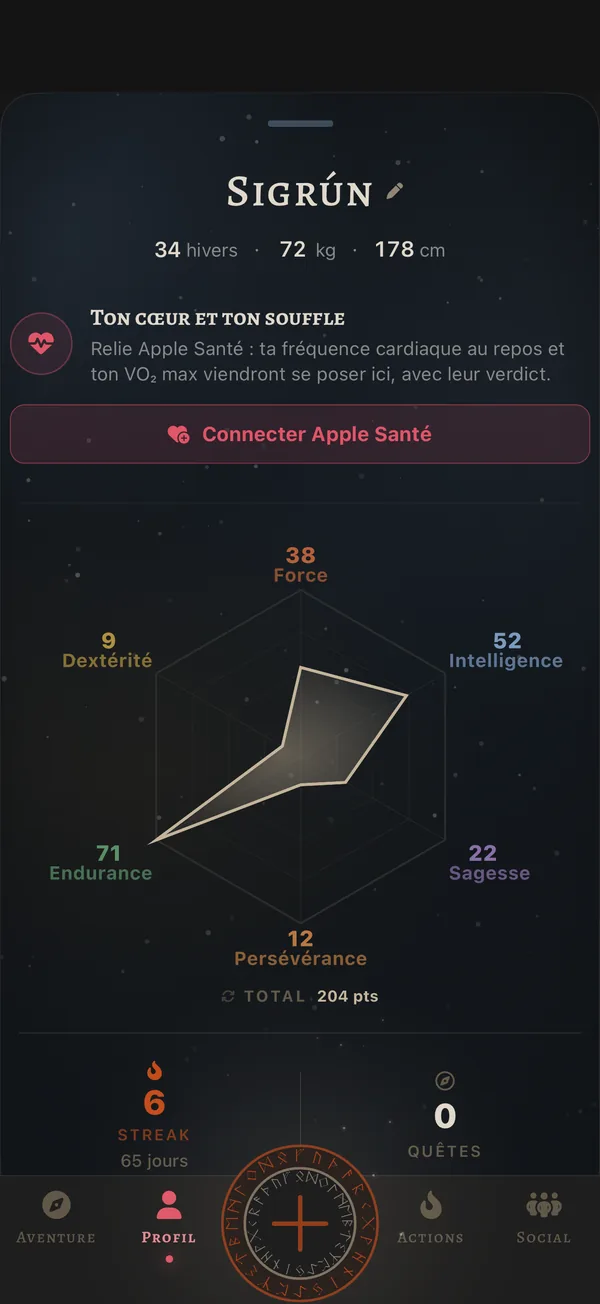 Sigrún
34 hivers · 72 kg · 178 cm
Ton cœur et ton souffle
Relie Apple Santé : ta fréquence cardiaque au repos et
ton VO₂ max viendront se poser ici, avec leur verdict.
Connecter Apple Santé
38
Force
9
Dextérité
52
Intelligence
71
Endurance
22
Sagesse
12
Persévérance
TOTAL 204 pts
6
STREAK
65 jours
0
QUÊTES
Aventure
Profil
Actions
Social